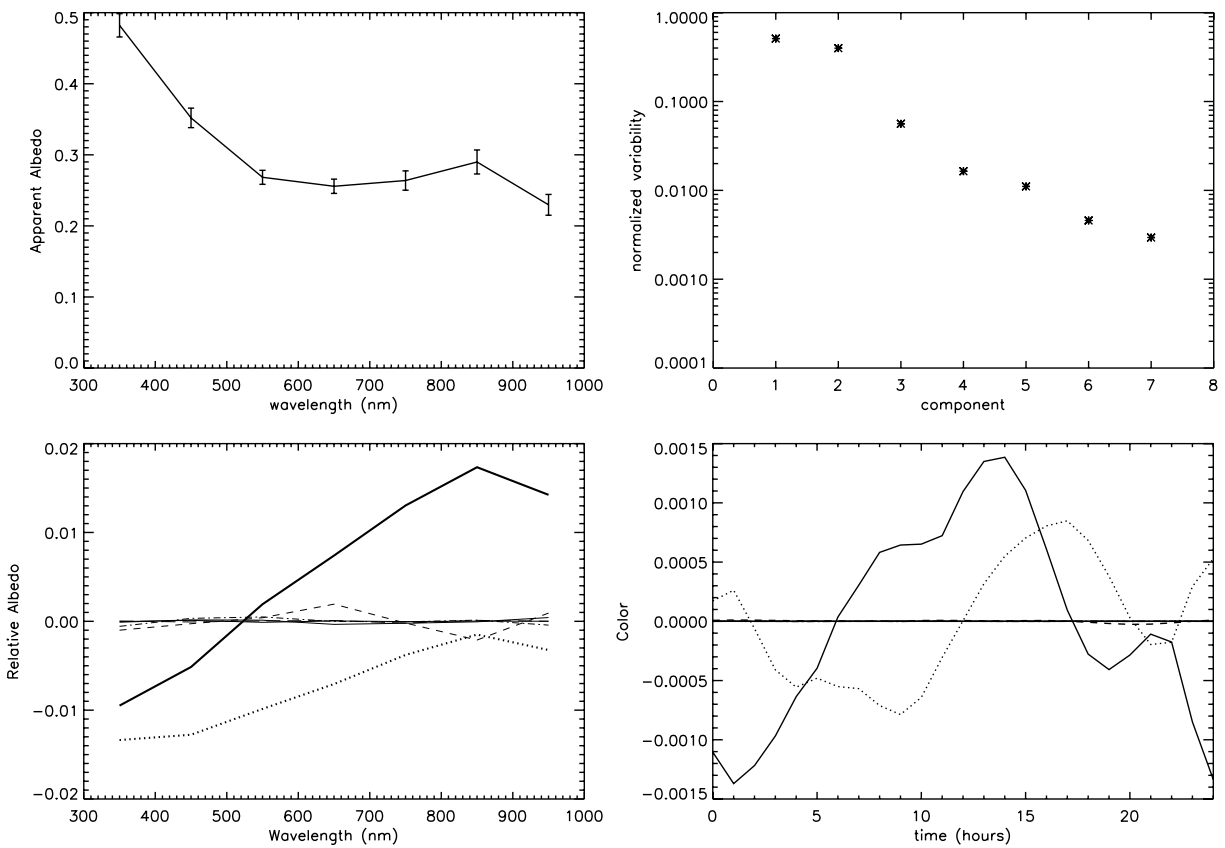 0.5
0.4
0.3
0.2
0.1
0.0
Apparent Albedo
300 400 500 600 700 800 900 1000
wavelength (nm)
1.0000
0.1000
0.0100
0.0010
0.0001
normalized variability
0 1 2 3 4 5 6 7 8
component
0.02
0.01
0.00
−0.01
−0.02
Relative Albedo
300 400 500 600 700 800 900 1000
Wavelength (nm)
0.0015
0.0010
0.0005
0.0000
−0.0005
−0.0010
−0.0015
Color
0 5 10 15 20
time (hours)